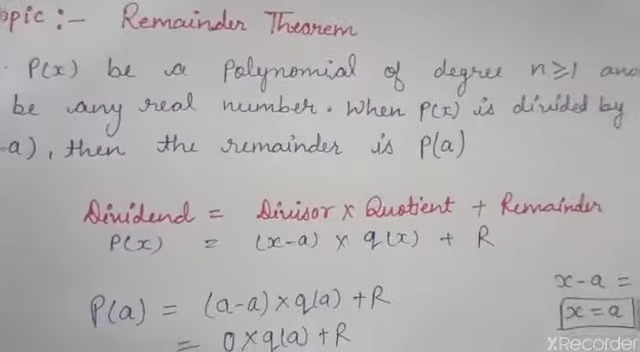 opic :- Remainder Theorem
P(x) be a polynomial of degree n≥1 and
be any real number. When P(x) is divided by
-a), then the remainder is P(a)
Dividend = Divisor x Quotient + Remainder
P(x) = (x-a) x q(x) + R
x-a =
P(a) = (a-a) x q(a) + R
x = a
= 0 x q(a) + R
XRecorder